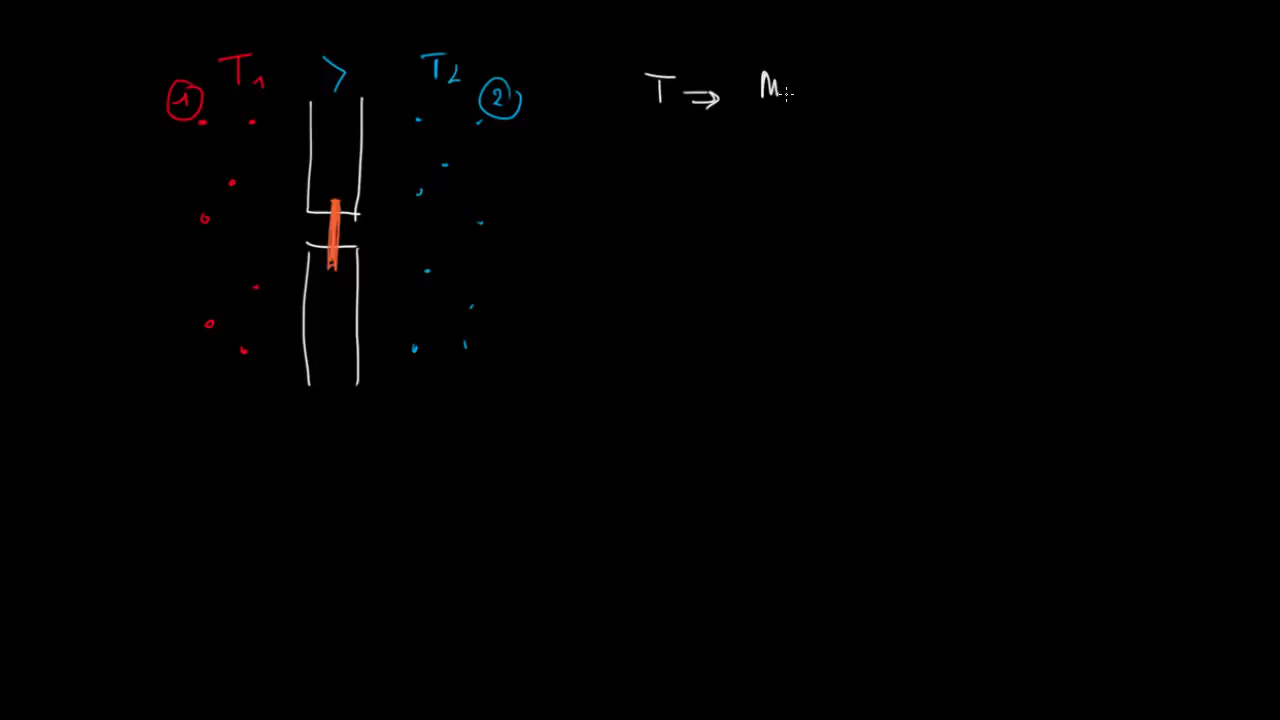 T₁ > T₂
① ②
T ⇒ M